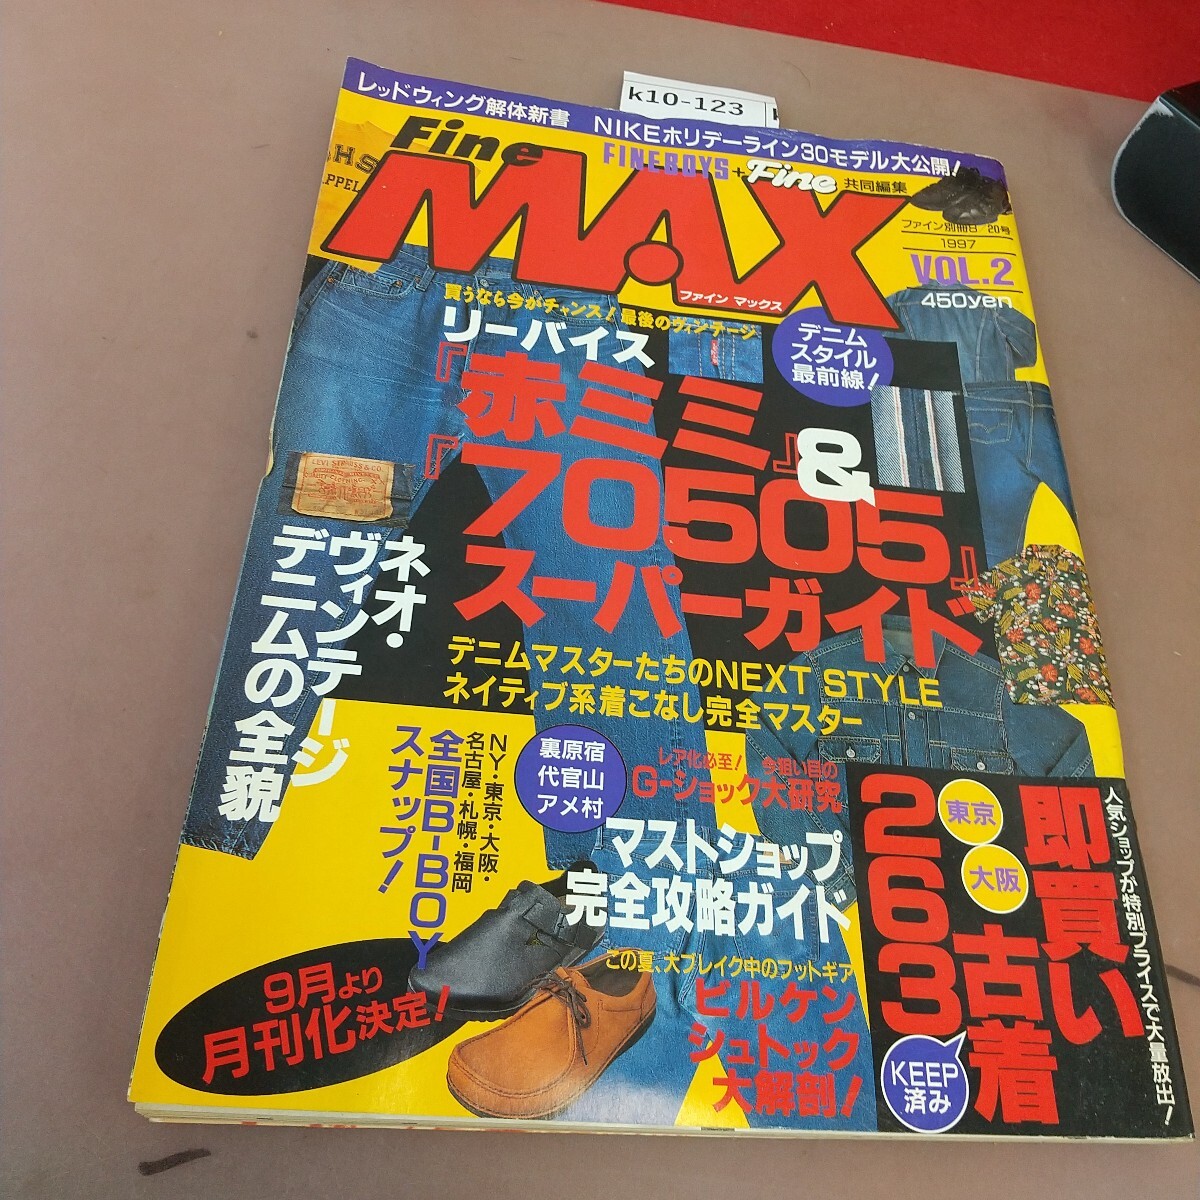 k10-123
レッドウィング解体新書 NIKEホリデーライン30モデル大公開!
Fine
MAX
FINEBOYS+Fine 共同編集
ファイン マックス
ファイン別冊8/20号
1997
VOL.2
450yen
買うなら今がチャンス!最後のヴィンテージ
リーバイス
『赤ミミ』&
『70505』
スーパーガイド
デニム
スタイル
最前線!
LEVI STRAUSS & CO.
ネオ・
ヴィンテージ
デニムの全貌
デニムマスターたちのNEXT STYLE
ネイティブ系着こなし完全マスター
NY・東京・大阪・
名古屋・札幌・福岡
全国B-BOY
スナップ!
裏原宿
代官山
アメ村
レア化必至! 今狙い目の
G-ショック大研究
マストショップ
完全攻略ガイド
この夏、大ブレイク中のフットギア
ビルケン
シュトック
大解剖!
9月より
月刊化決定!
人気ショップが特別プライスで大量放出!
即買い
東京
大阪
古着
263
KEEP
済み